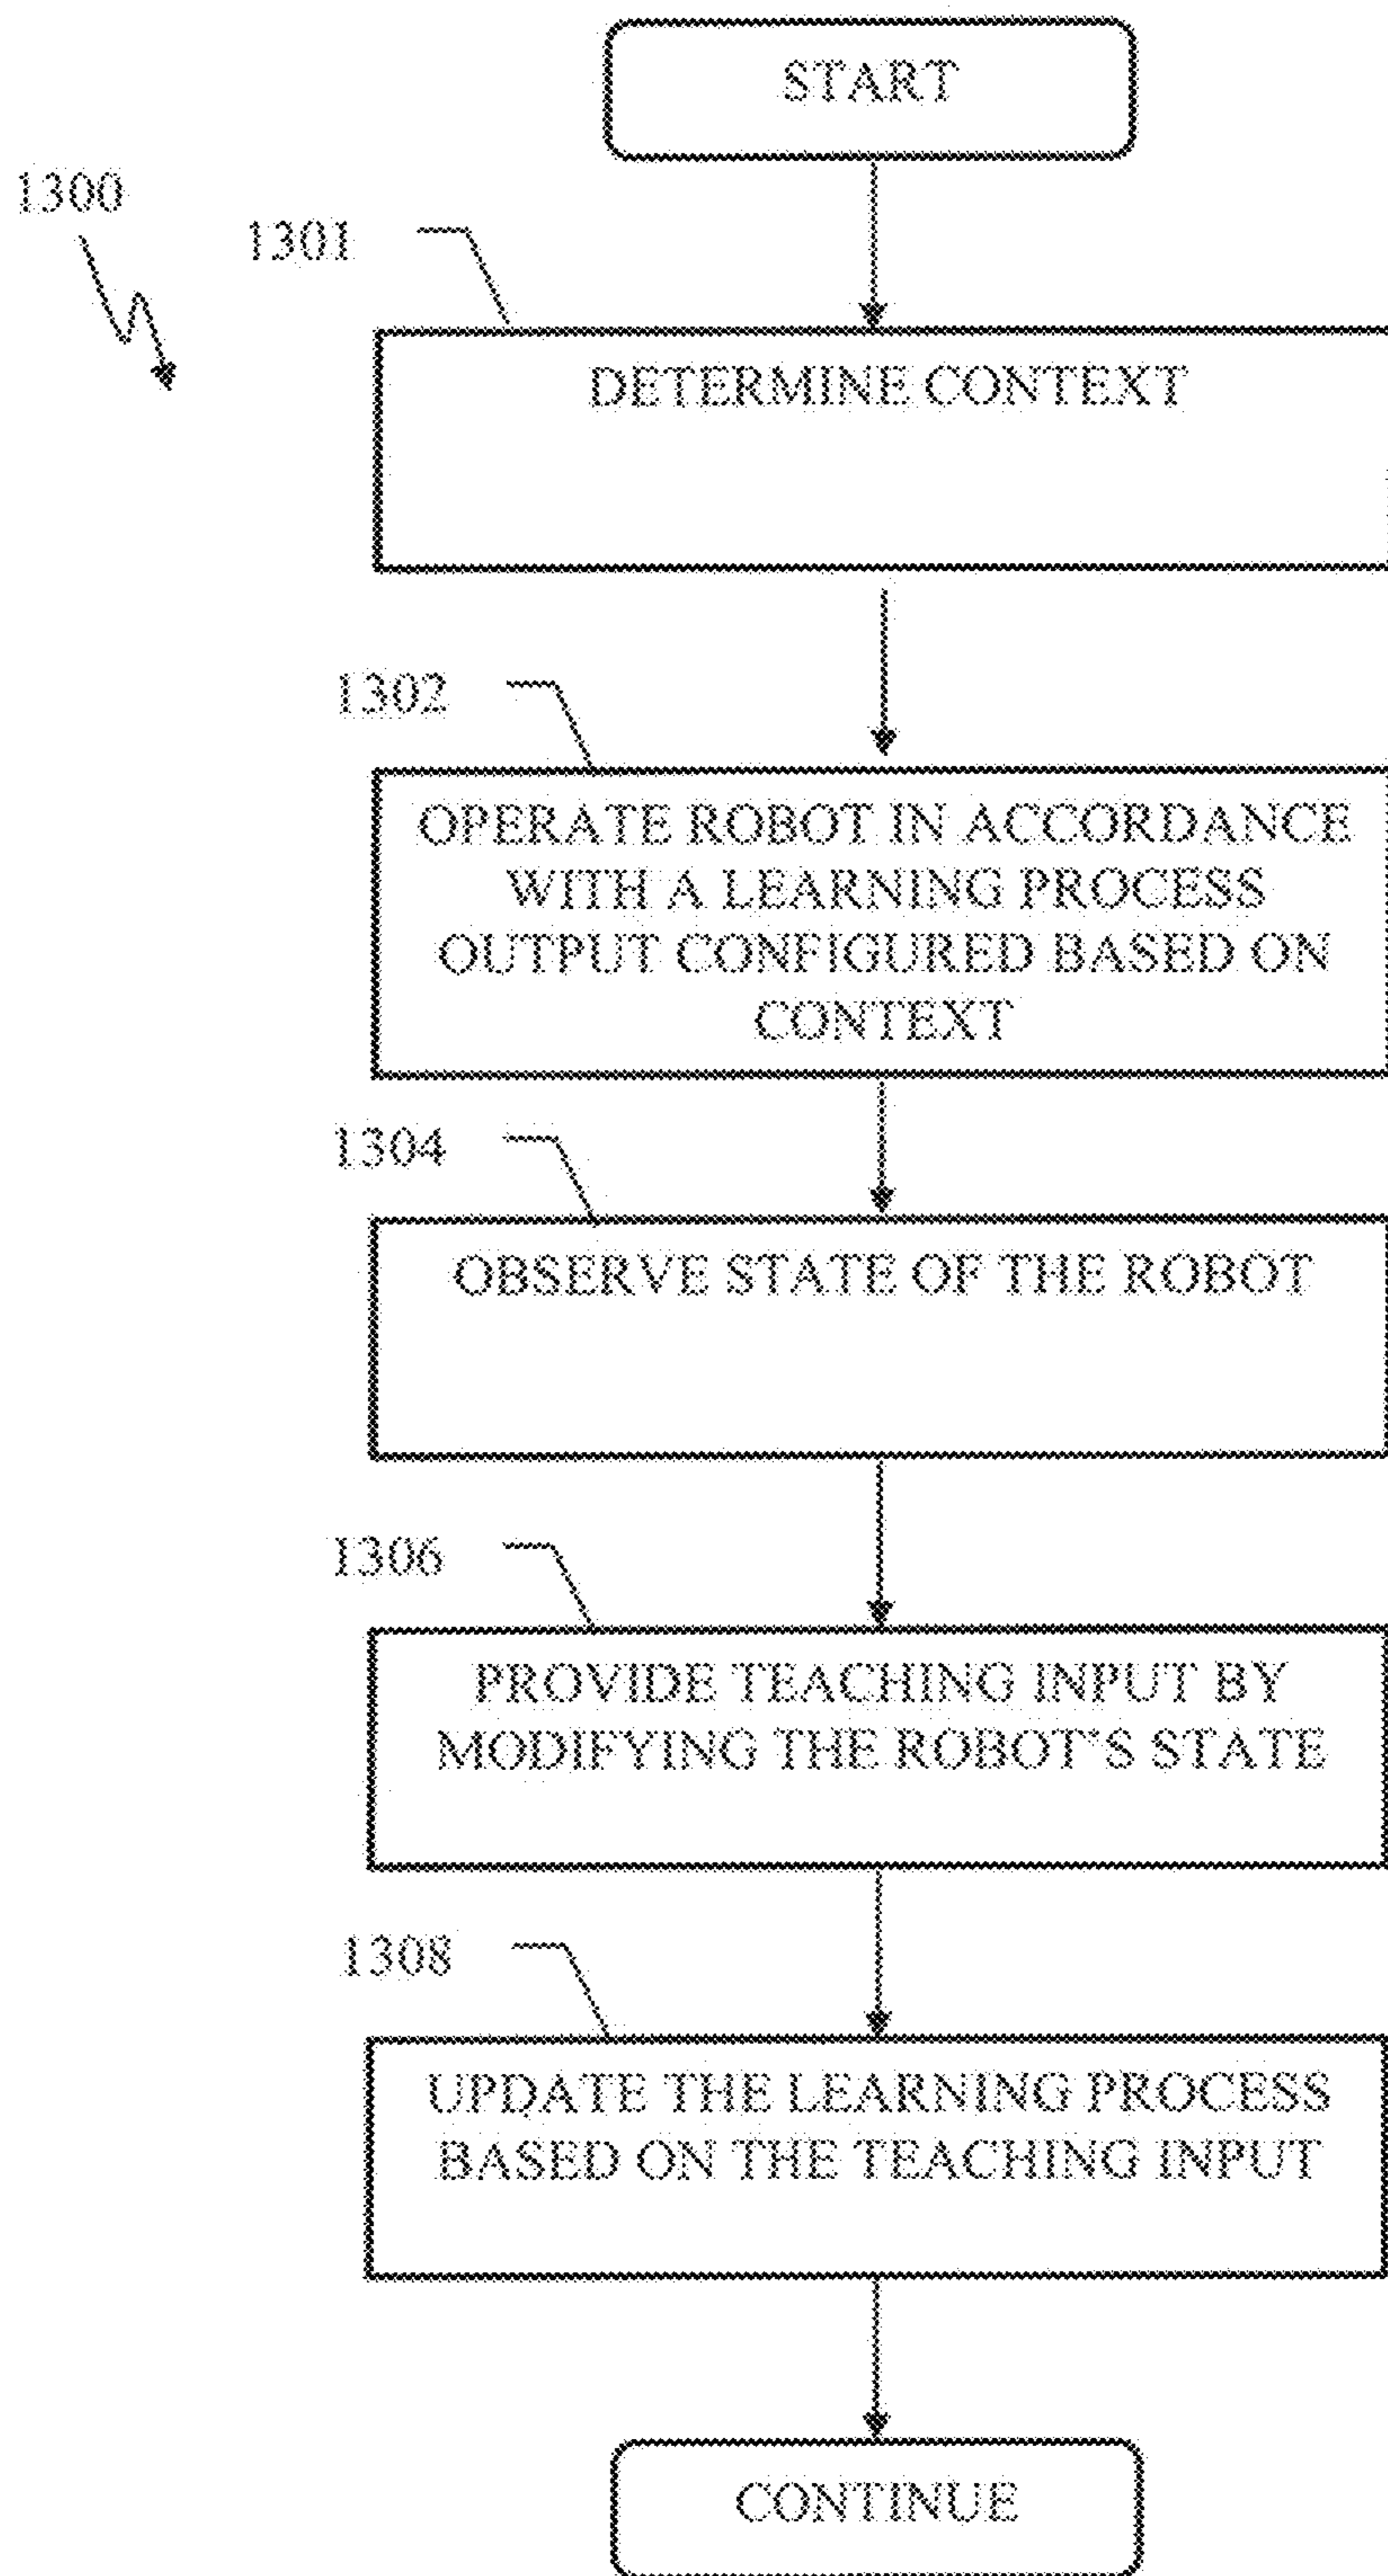 START
1300
1301
DETERMINE CONTEXT
1302
OPERATE ROBOT IN ACCORDANCE
WITH A LEARNING PROCESS
OUTPUT CONFIGURED BASED ON
CONTEXT
1304
OBSERVE STATE OF THE ROBOT
1306
PROVIDE TEACHING INPUT BY
MODIFYING THE ROBOT'S STATE
1308
UPDATE THE LEARNING PROCESS
BASED ON THE TEACHING INPUT
CONTINUE